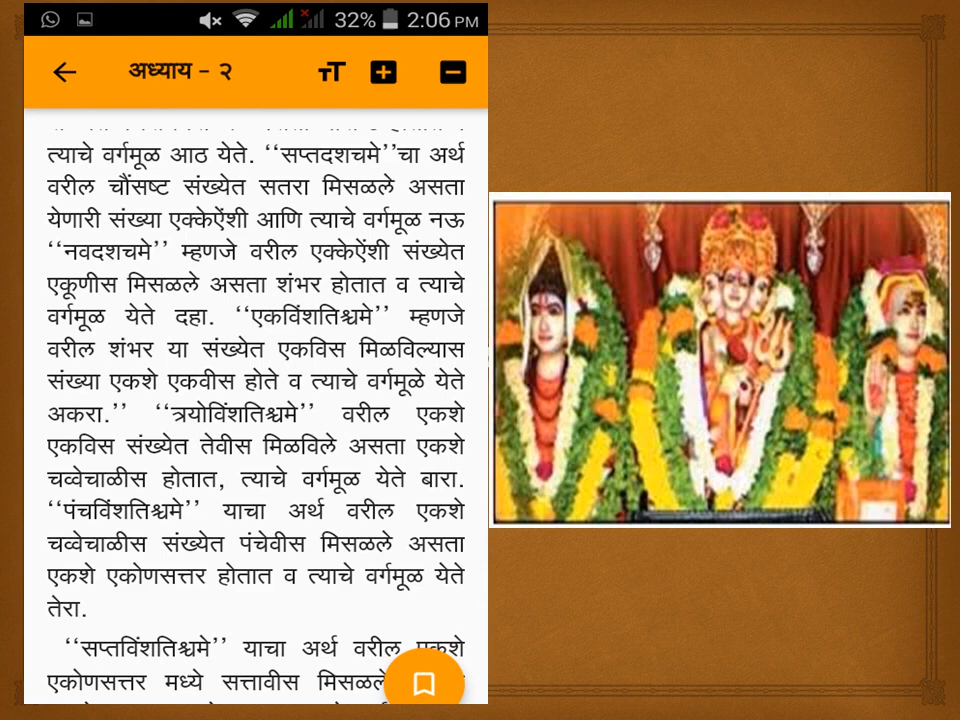 32% 2:06 PM
अध्याय - २
त्याचे वर्गमूळ आठ येते. ‘‘सप्तदशचमे’’चा अर्थ
वरील चौंसष्ट संख्येत सतरा मिसळले असता
येणारी संख्या एक्केऐंशी आणि त्याचे वर्गमूळ नऊ
‘‘नवदशचमे’’ म्हणजे वरील एक्केऐंशी संख्येत
एकूणीस मिसळले असता शंभर होतात व त्याचे
वर्गमूळ येते दहा. ‘‘एकविंशतिश्चमे’’ म्हणजे
वरील शंभर या संख्येत एकविस मिळविल्यास
संख्या एकशे एकवीस होते व त्याचे वर्गमूळे येते
अकरा.’’ ‘‘त्रयोविंशतिश्चमे’’ वरील एकशे
एकविस संख्येत तेवीस मिळविले असता एकशे
चव्वेचाळीस होतात, त्याचे वर्गमूळ येते बारा.
‘‘पंचविंशतिश्चमे’’ याचा अर्थ वरील एकशे
चव्वेचाळीस संख्येत पंचेवीस मिसळले असता
एकशे एकोणसत्तर होतात व त्याचे वर्गमूळ येते
तेरा.
‘‘सप्तविंशतिश्चमे’’ याचा अर्थ वरील एकशे
एकोणसत्तर मध्ये सत्तावीस मिसळले